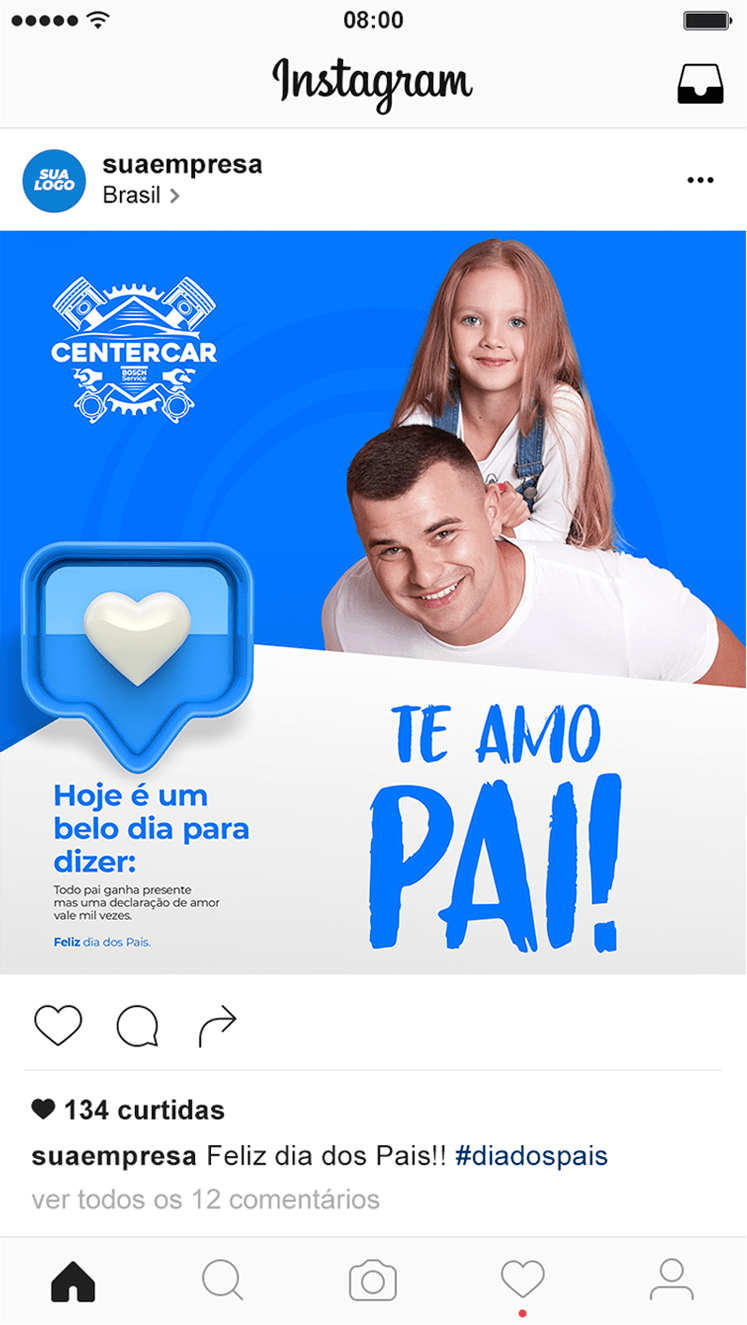 08:00
Instagram
SUA
LOGO
suaempresa
Brasil >
CENTERCAR
BOSCH
Service
TE AMO
PAI!
Hoje é um
belo dia para
dizer:
Todo pai ganha presente
mas uma declaração de amor
vale mil vezes.
Feliz dia dos Pais.
134 curtidas
suaempresa Feliz dia dos Pais!! #diadospais
ver todos os 12 comentários